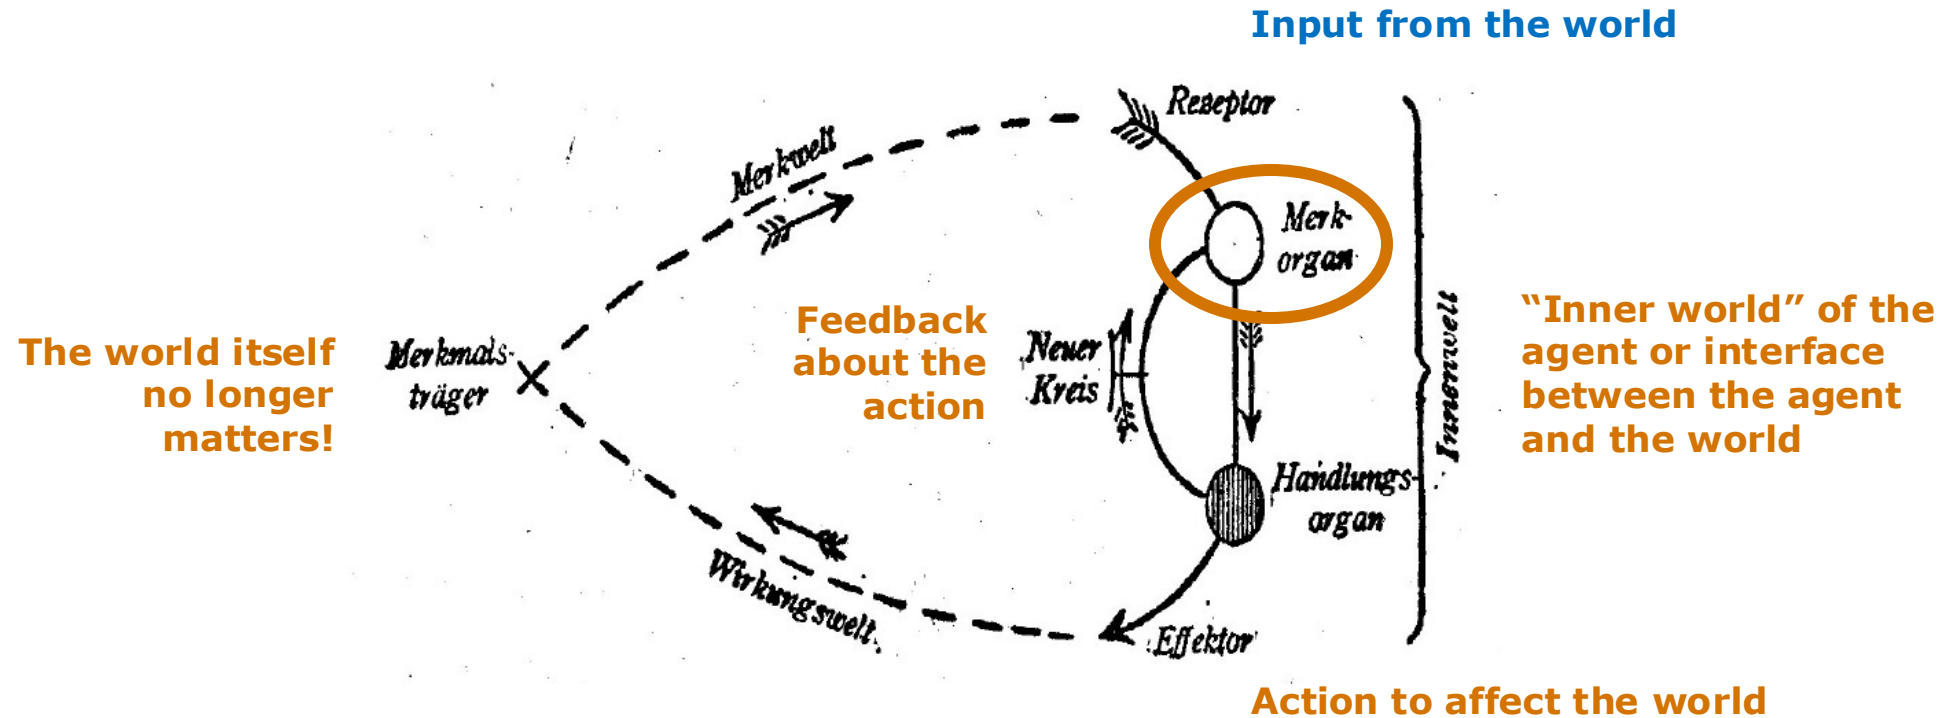 Input from the world
Rezeptor
Merkwelt
Merk-
organ
"Inner world" of the
agent or interface
between the agent
and the world
Feedback
about the
action
Neuer
Kreis
The world itself
no longer
matters!
Merkmals-
träger
Innenwelt
Handlungs-
organ
Wirkungswelt
Effektor
Action to affect the world